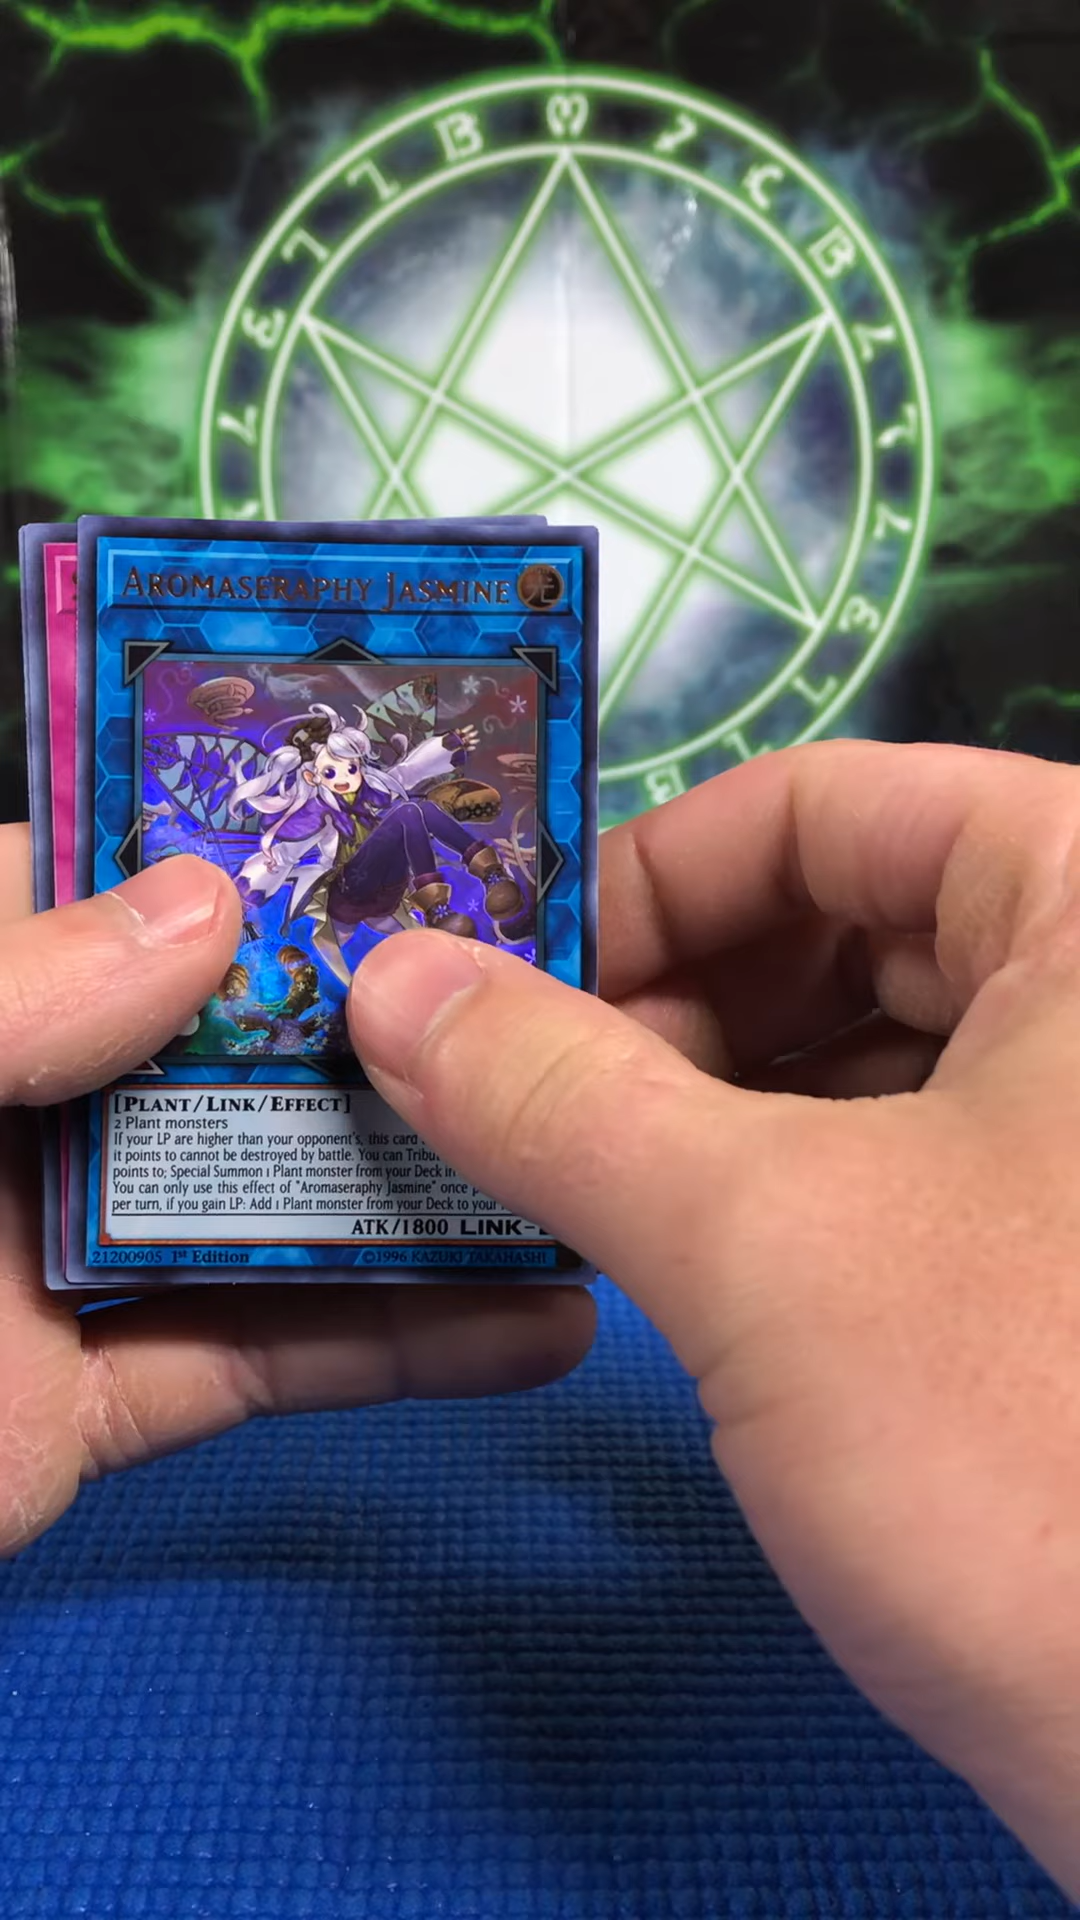 AROMASERAPHY JASMINE 光
[PLANT/LINK/EFFECT]
2 Plant monsters
If your LP are higher than your opponent's, this card
it points to cannot be destroyed by battle. You can
points to; Special Summon 1 Plant monster from your Deck in
You can only use this effect of "Aromaseraphy Jasmine" once
per turn, if you gain LP: Add 1 Plant monster from your Deck to your
ATK/1800 LINK-
21200905 1st Edition ©1996 KAZUKI TAKAHASHI